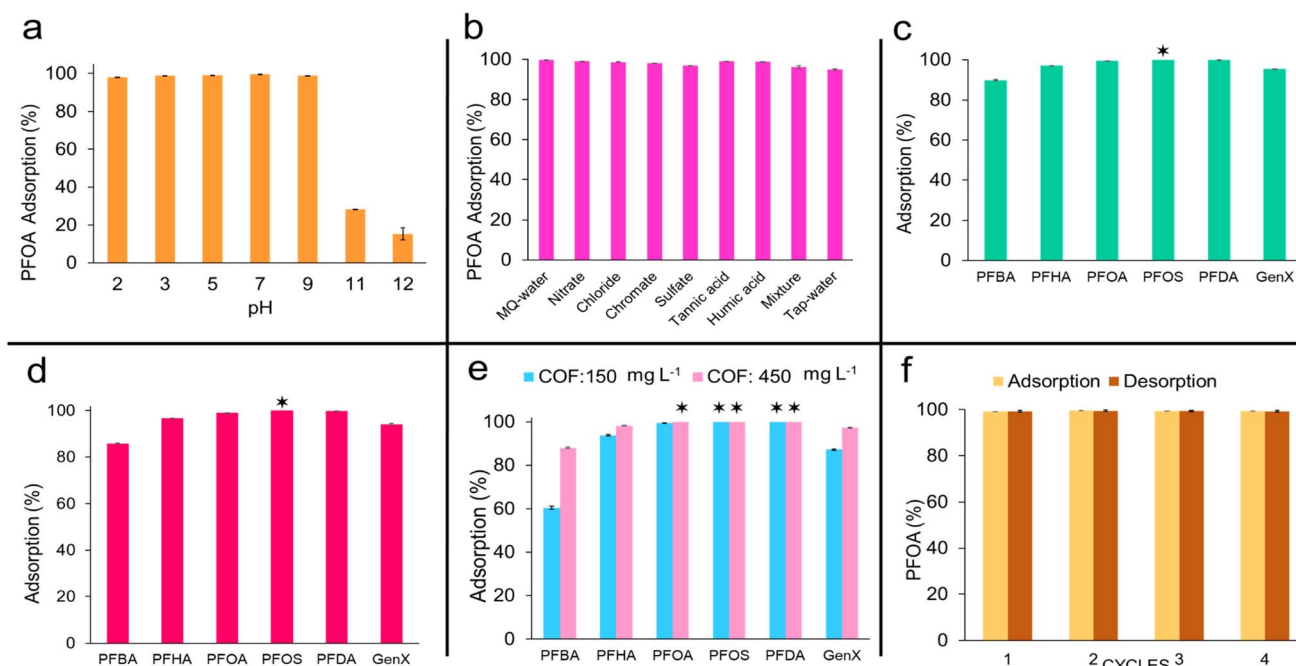 a
PFOA Adsorption (%)
100
80
60
40
20
0
2 3 5 7 9 11 12
pH
b
PFOA Adsorption (%)
100
80
60
40
20
0
MQ-water
Nitrate
Chloride
Chromate
Sulfate
Tannic acid
Humic acid
Mixture
Tap-water
c
Adsorption (%)
100
80
60
40
20
0
PFBA PFHA PFOA PFOS PFDA GenX
d
Adsorption (%)
100
80
60
40
20
0
PFBA PFHA PFOA PFOS PFDA GenX
e
COF:150 mg L⁻¹ COF: 450 mg L⁻¹
Adsorption (%)
100
80
60
40
20
0
PFBA PFHA PFOA PFOS PFDA GenX
f
Adsorption Desorption
PFOA (%)
100
80
60
40
20
0
1 2 3 4
CYCLES